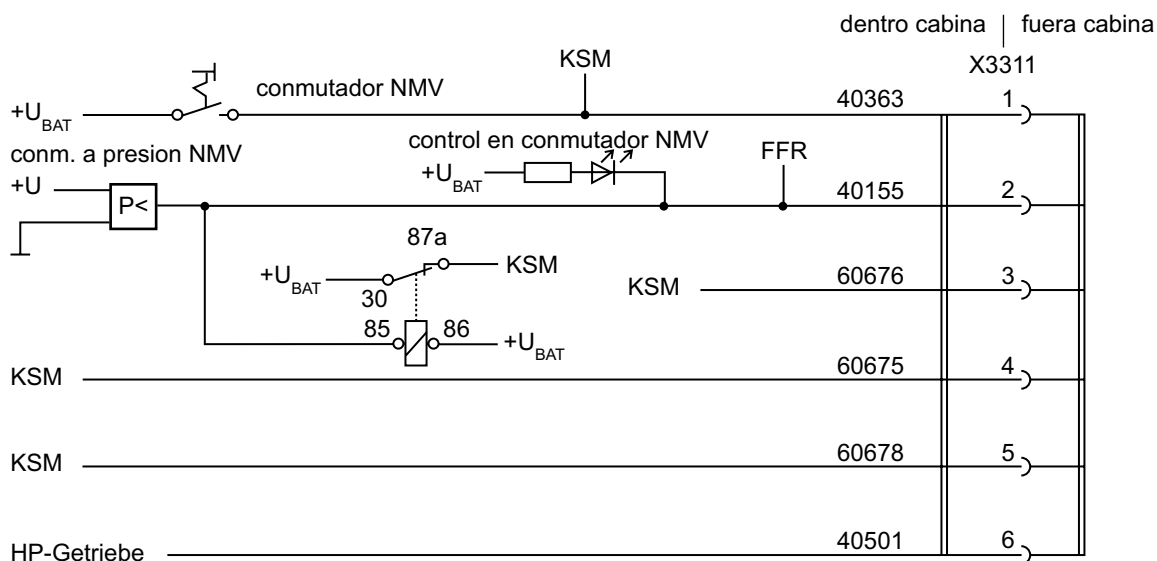 dentro cabina fuera cabina
KSM X3311
conmutador NMV
+UBAT 40363 1
conm. a presion NMV control en conmutador NMV
+UBAT FFR
+U
P< 40155 2
87a
+UBAT KSM
30 KSM 60676 3
85 86 +UBAT
KSM 60675 4
KSM 60678 5
HP-Getriebe 40501 6